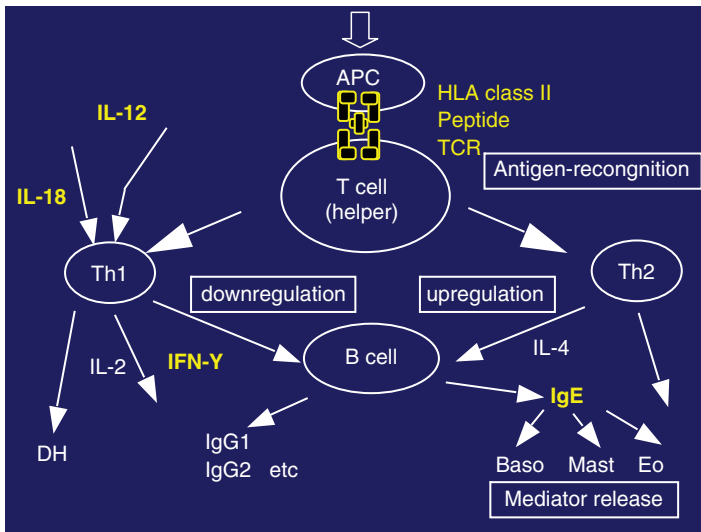 APC
HLA class II
Peptide
TCR
IL-12
Antigen-recongnition
IL-18
T cell
(helper)
Th1
Th2
downregulation
upregulation
B cell
IL-4
IL-2
IFN-Y
IgE
DH
IgG1
IgG2 etc
Baso Mast Eo
Mediator release